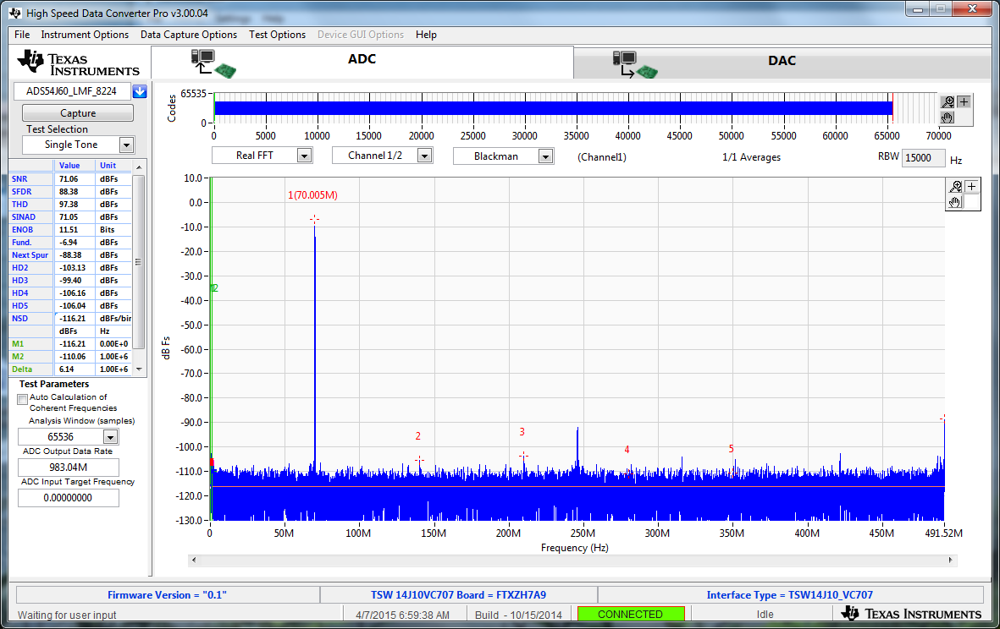 High Speed Data Converter Pro v3.00.04
File Instrument Options Data Capture Options Test Options Device GUI Options Help
TEXAS INSTRUMENTS
ADC
DAC
ADS54J60_LMF_8224
Capture
Test Selection
Single Tone
Value Unit
SNR 71.06 dBFs
SFDR 88.38 dBFs
THD 97.38 dBFs
SINAD 71.05 dBFs
ENOB 11.51 Bits
Fund. -6.94 dBFs
Next Spur -88.38 dBFs
HD2 -103.13 dBFs
HD3 -99.40 dBFs
HD4 -106.16 dBFs
HD5 -106.04 dBFs
NSD -116.21 dBFs/bin
dBFs Hz
M1 -116.21 0.00E+0
M2 -110.06 1.00E+6
Delta 6.14 1.00E+6
Test Parameters
Auto Calculation of
Coherent Frequencies
Analysis Window (samples)
65536
ADC Output Data Rate
983.04M
ADC Input Target Frequency
0.00000000
Codes
65535
0
0 5000 10000 15000 20000 25000 30000 35000 40000 45000 50000 55000 60000 65000 70000
Real FFT Channel 1/2 Blackman (Channel1) 1/1 Averages RBW 15000 Hz
dB Fs
10.0
0.0
-10.0
-20.0
-30.0
-40.0
-50.0
-60.0
-70.0
-80.0
-90.0
-100.0
-110.0
-120.0
-130.0
1(70.005M)
2
2
3
4
5
0 50M 100M 150M 200M 250M 300M 350M 400M 450M 491.52M
Frequency (Hz)
Firmware Version = "0.1" TSW 14J10VC707 Board = FTXZH7A9 Interface Type = TSW14J10_VC707
Waiting for user input 4/7/2015 6:59:38 AM Build - 10/15/2014 CONNECTED Idle TEXAS INSTRUMENTS